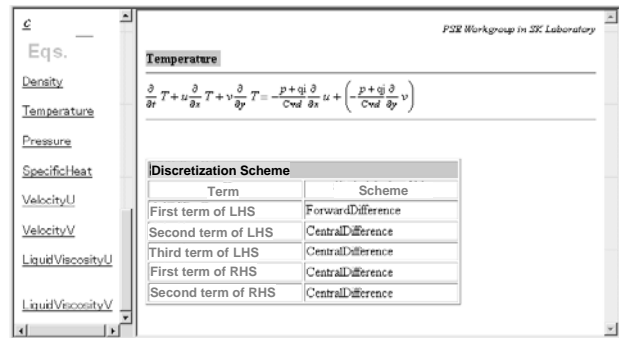 c
Eqs.
Density
Temperature
Pressure
SpecificHeat
VelocityU
VelocityV
LiquidViscosityU
LiquidViscosityV
PSE Workgroup in SK Laboratory
Temperature
∂/∂t T + u ∂/∂x T + v ∂/∂y T = - p + qi/Cvd ∂/∂x u + (- p + qi/Cvd ∂/∂y v)
Discretization Scheme
Term Scheme
First term of LHS ForwardDifference
Second term of LHS CentralDifference
Third term of LHS CentralDifference
First term of RHS CentralDifference
Second term of RHS CentralDifference